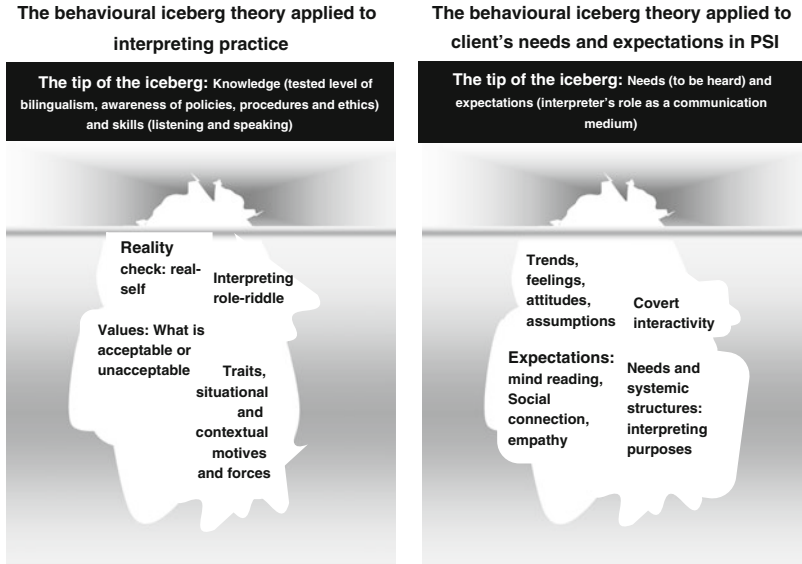 The behavioural iceberg theory applied to
interpreting practice
The tip of the iceberg: Knowledge (tested level of
bilingualism, awareness of policies, procedures and ethics)
and skills (listening and speaking)
Reality
check: real-
self
Interpreting
role-riddle
Values: What is
acceptable or
unacceptable
Traits,
situational
and
contextual
motives
and forces
The behavioural iceberg theory applied to
client's needs and expectations in PSI
The tip of the iceberg: Needs (to be heard) and
expectations (interpreter's role as a communication
medium)
Trends,
feelings,
attitudes,
assumptions
Covert
interactivity
Expectations:
mind reading,
Social
connection,
empathy
Needs and
systemic
structures:
interpreting
purposes